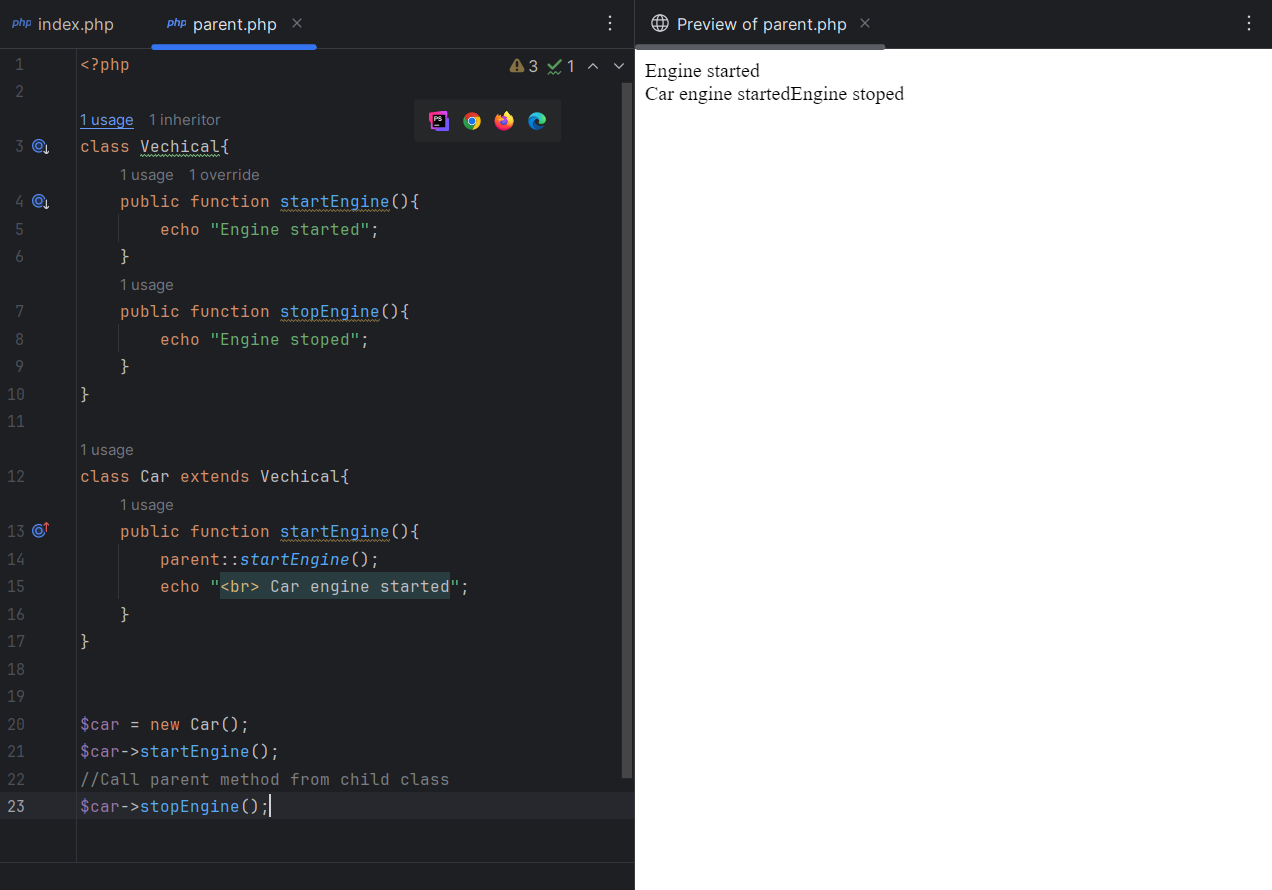 php index.php
php parent.php
Preview of parent.php
1 <?php
3 1
2
1 usage 1 inheritor
3 class Vechical{
1 usage 1 override
4 public function startEngine(){
5 echo "Engine started";
6 }
1 usage
7 public function stopEngine(){
8 echo "Engine stoped";
9 }
10 }
11
1 usage
12 class Car extends Vechical{
1 usage
13 public function startEngine(){
14 parent::startEngine();
15 echo "<br> Car engine started";
16 }
17 }
18
19
20 $car = new Car();
21 $car->startEngine();
22 //Call parent method from child class
23 $car->stopEngine();
PS
Engine started
Car engine startedEngine stoped